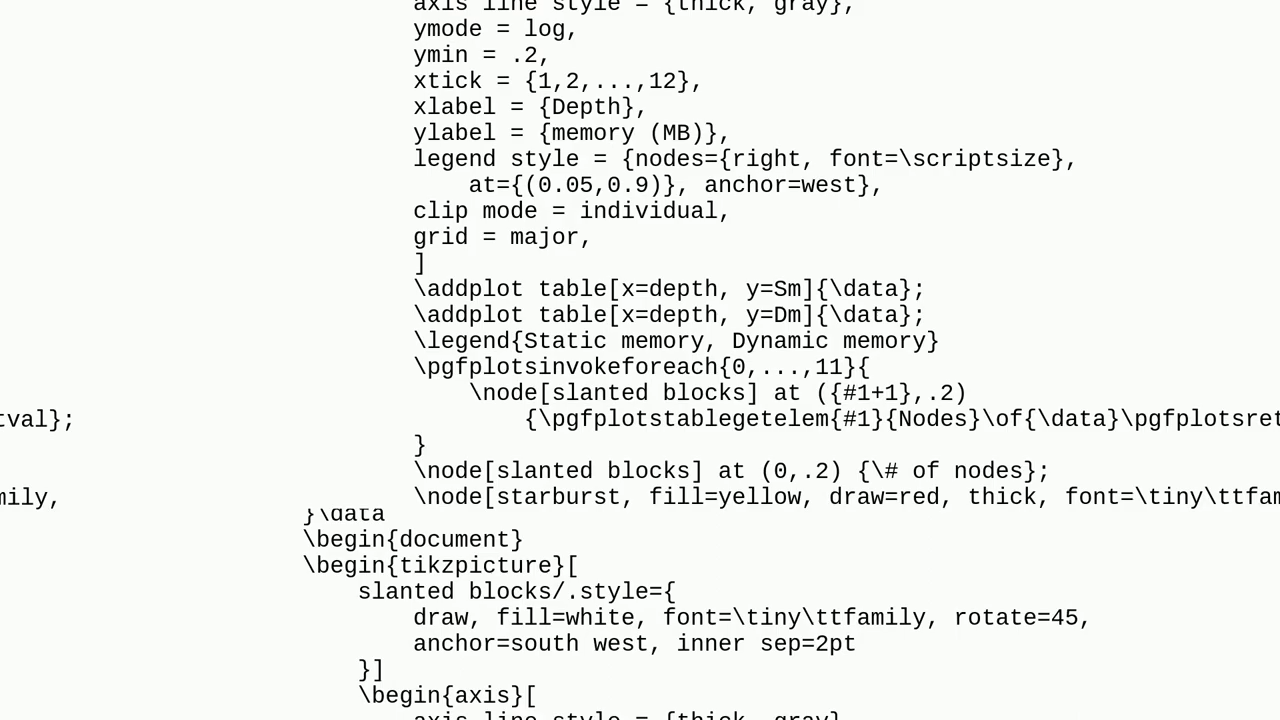 axis line style = {thick, gray},
ymode = log,
ymin = .2,
xtick = {1,2,...,12},
xlabel = {Depth},
ylabel = {memory (MB)},
legend style = {nodes={right, font=\scriptsize},
at={(0.05,0.9)}, anchor=west},
clip mode = individual,
grid = major,
]
\addplot table[x=depth, y=Sm]{\data};
\addplot table[x=depth, y=Dm]{\data};
\legend{Static memory, Dynamic memory}
\pgfplotsinvokeforeach{0,...,11}{
\node[slanted blocks] at ({#1+1},.2)
tval}; {\pgfplotstablegetelem{#1}{Nodes}\of{\data}\pgfplotsret
}
\node[slanted blocks] at (0,.2) {\# of nodes};
mily, \node[starburst, fill=yellow, draw=red, thick, font=\tiny\ttfam
}\data
\begin{document}
\begin{tikzpicture}[
slanted blocks/.style={
draw, fill=white, font=\tiny\ttfamily, rotate=45,
anchor=south west, inner sep=2pt
}]
\begin{axis}[
axis line style = {thick, gray},